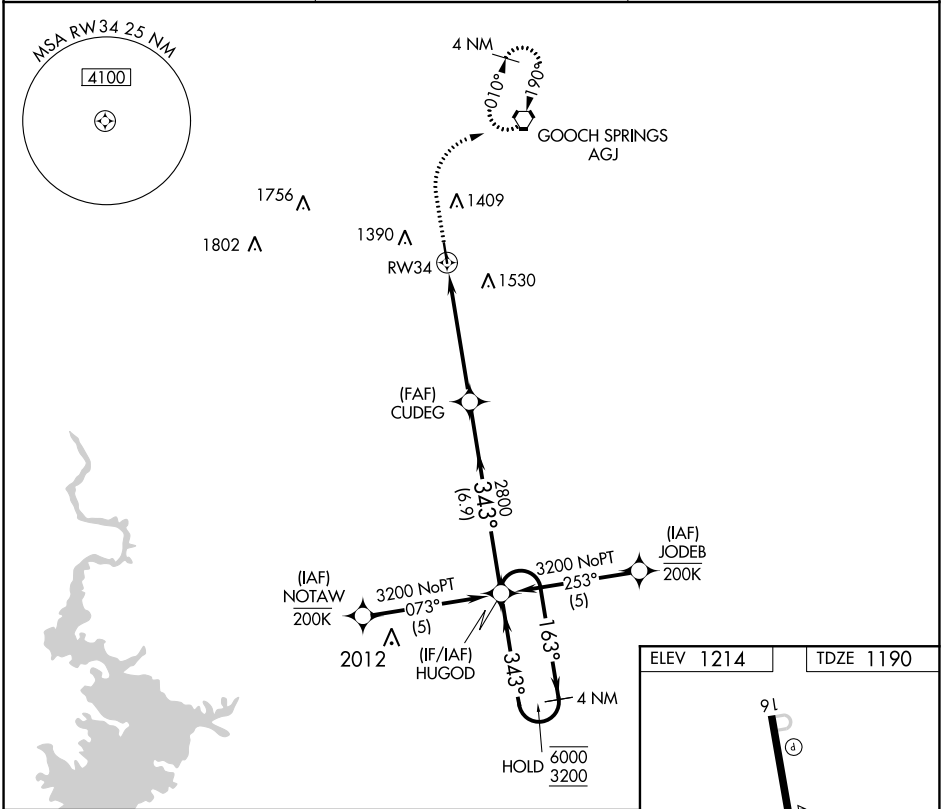 MSA RW34 25 NM
4100
4 NM
010°
190°
GOOCH SPRINGS
AGJ
1756
1409
1802
1390
RW34
1530
(FAF)
CUDEG
2800
343°
(6.9)
(IAF)
JODEB
200K
3200 NoPT
253°
(5)
(IAF)
NOTAW
200K
3200 NoPT
073°
(5)
2012
(IF/IAF)
HUGOD
343°
163°
4 NM
HOLD
6000
3200
ELEV 1214
TDZE 1190
16
P